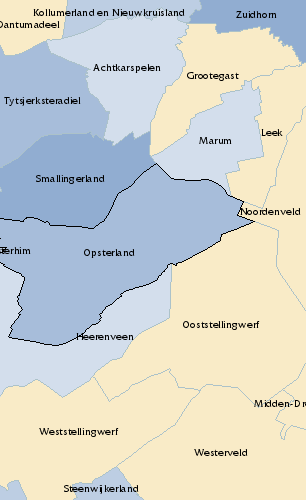 Kollumerland en Nieuwkruisland
Zuidhorn
Dantumadeel
Achtkarspelen
Grootegast
Tytsjerksteradiel
Leek
Marum
Smallingerland
Noordenveld
erhim
Opsterland
Ooststellingwerf
Heerenveen
Midden-Dr
Weststellingwerf
Westerveld
Steenwijkerland